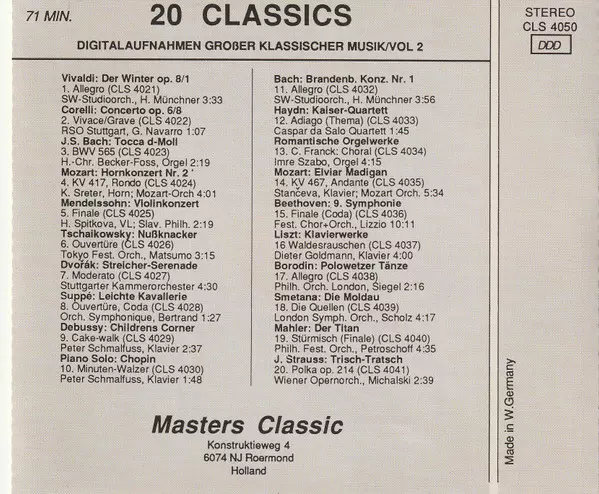 71 MIN.
20 CLASSICS
DIGITALAUFNAHMEN GROßER KLASSISCHER MUSIK/VOL 2
STEREO
CLS 4050
DDD
Vivaldi: Der Winter op. 8/1
1. Allegro (CLS 4021)
SW-Studioorch., H. Münchner 3:33
Corelli: Concerto op. 6/8
2. Vivace/Grave (CLS 4022)
RSO Stuttgart, G. Navarro 1:07
J.S. Bach: Tocca d-Moll
3. BWV 565 (CLS 4023)
H.-Chr. Becker-Foss, Orgel 2:19
Mozart: Hornkonzert Nr. 2 '
4. KV 417, Rondo (CLS 4024)
K. Sreter, Horn; Mozart-Orch 4:01
Mendelssohn: Violinkonzert
5. Finale (CLS 4025)
H. Spitkova, VL; Slav. Philh. 2:19
Tschaikowsky: Nußknacker
6. Ouvertüre (CLS 4026)
Tokyo Fest. Orch., Matsumo 3:15
Dvořák: Streicher-Serenade
7. Moderato (CLS 4027)
Stuttgarter Kammerorchester 4:30
Suppé: Leichte Kavallerie
8. Ouvertüre, Coda (CLS 4028)
Orch. Symphonique, Bertrand 1:27
Debussy: Childrens Corner
9. Cake-walk (CLS 4029)
Peter Schmalfuss, Klavier 2:37
Piano Solo: Chopin
10. Minuten-Walzer (CLS 4030)
Peter Schmalfuss, Klavier 1:48
Bach: Brandenb. Konz. Nr. 1
11. Allegro (CLS 4032)
SW-Studioorch., H. Münchner 3:56
Haydn: Kaiser-Quartett
12. Adiago (Thema) (CLS 4033)
Caspar da Salo Quartett 1:45
Romantische Orgelwirke
13. C. Franck: Choral (CLS 4034)
Imre Szabo, Orgel 4:15
Mozart: Elviar Madigan
14. KV 467, Andante (CLS 4035)
Stančeva, Klavier; Mozart Orch. 5:34
Beethoven: 9. Symphonie
15. Finale (Coda) (CLS 4036)
Fest. Chor+Orch., Lizzio 10:11
Liszt: Klavierwerke
16 Waldesrauschen (CLS 4037)
Dieter Goldmann, Klavier 4:00
Borodin: Polowetzer Tänze
17. Allegro (CLS 4038)
Philh. Orch. London, Siegel 2:16
Smetana: Die Moldau
18. Die Quellen (CLS 4039)
London Symph. Orch., Scholz 4:17
Mahler: Der Titan
19. Stürmisch (Finale) (CLS 4040)
Philh. Fest. Orch., Petroschoff 4:35
J. Strauss: Trisch-Tratsch
20. Polka op. 214 (CLS 4041)
Wiener Opernorch., Michalski 2:39
Masters Classic
Konstruktieweg 4
6074 NJ Roermond
Holland
Made in W.Germany